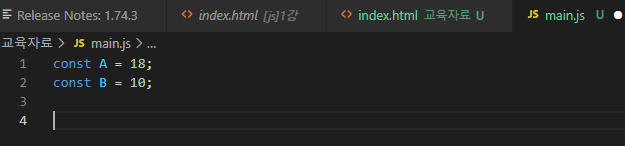 Release Notes: 1.74.3 index.html [js]1강 index.html 교육자료 U JS main.js U
교육자료 > JS main.js > ...
1 const A = 18;
2 const B = 10;
3
4